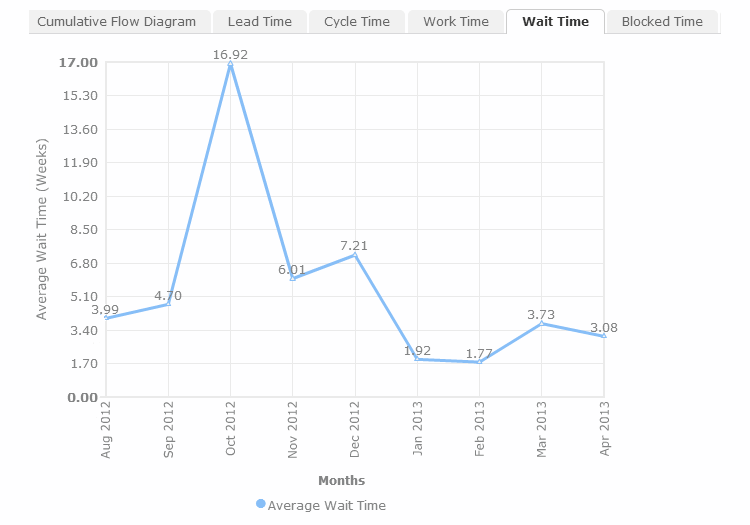 Cumulative Flow Diagram Lead Time Cycle Time Work Time Wait Time Blocked Time
Average Wait Time (Weeks)
17.00
15.30
13.60
11.90
10.20
8.50
6.80
5.10
3.40
1.70
0.00
3.99
4.70
16.92
6.01
7.21
1.92
1.77
3.73
3.08
Aug 2012
Sep 2012
Oct 2012
Nov 2012
Dec 2012
Jan 2013
Feb 2013
Mar 2013
Apr 2013
Months
Average Wait Time